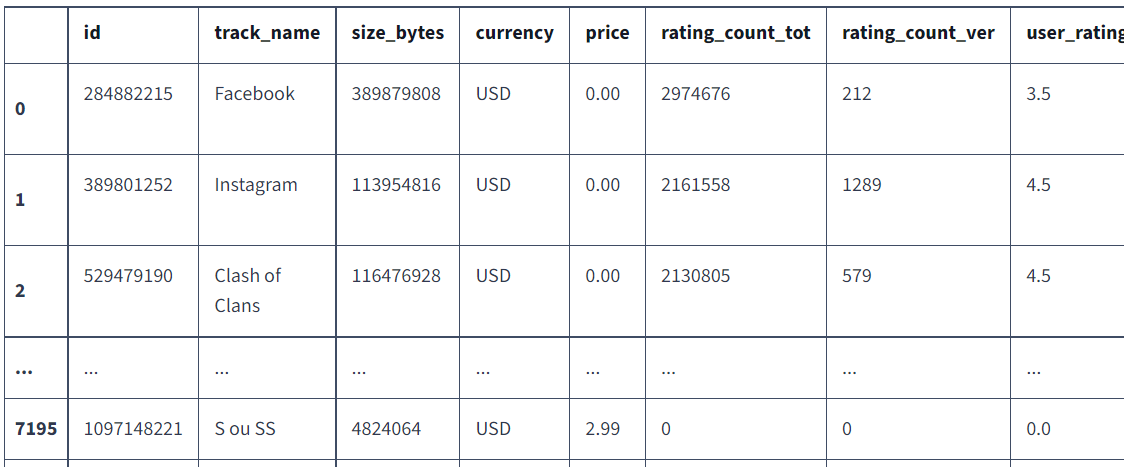 id track_name size_bytes currency price rating_count_tot rating_count_ver user_rating
0 284882215 Facebook 389879808 USD 0.00 2974676 212 3.5
1 389801252 Instagram 113954816 USD 0.00 2161558 1289 4.5
2 529479190 Clash of 116476928 USD 0.00 2130805 579 4.5
Clans
... ... ... ... ... ... ... ... ...
7195 1097148221 S ou SS 4824064 USD 2.99 0 0 0.0